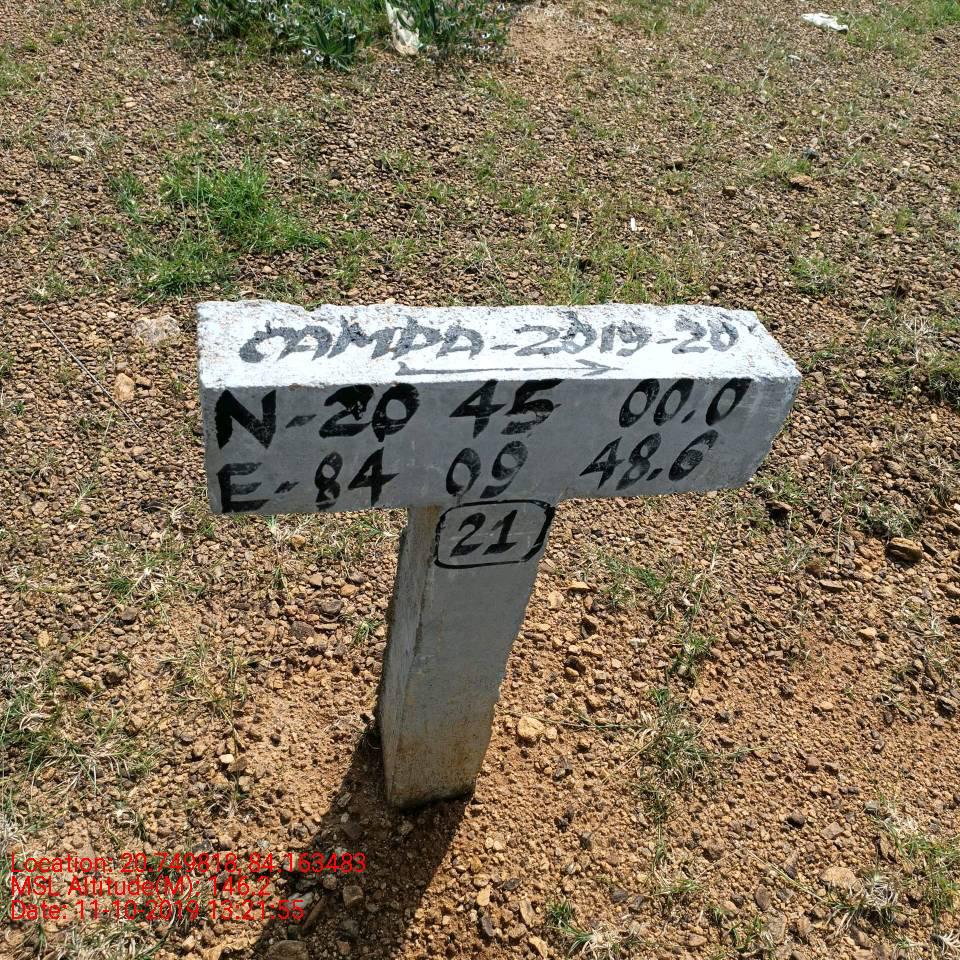 CAMPA-2019-20
N-20 45 00.0
E-84 09 48.6
21
Location: 20.749818,84.163483
MSL Altitude(M): 146.2
Date: 11-10-2019 13:21:55